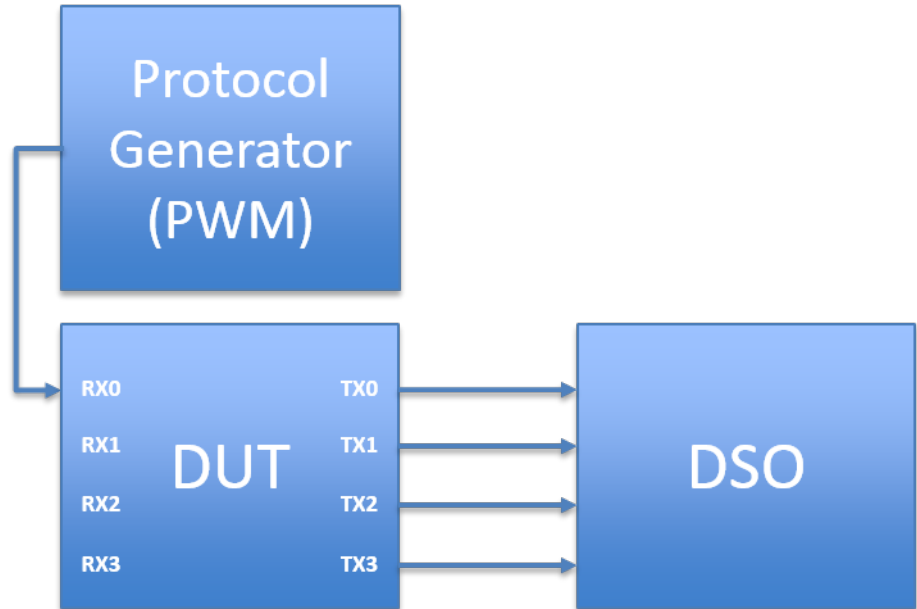 Protocol
Generator
(PWM)
RX0 TX0
RX1 TX1
DUT
DSO
RX2 TX2
RX3 TX3